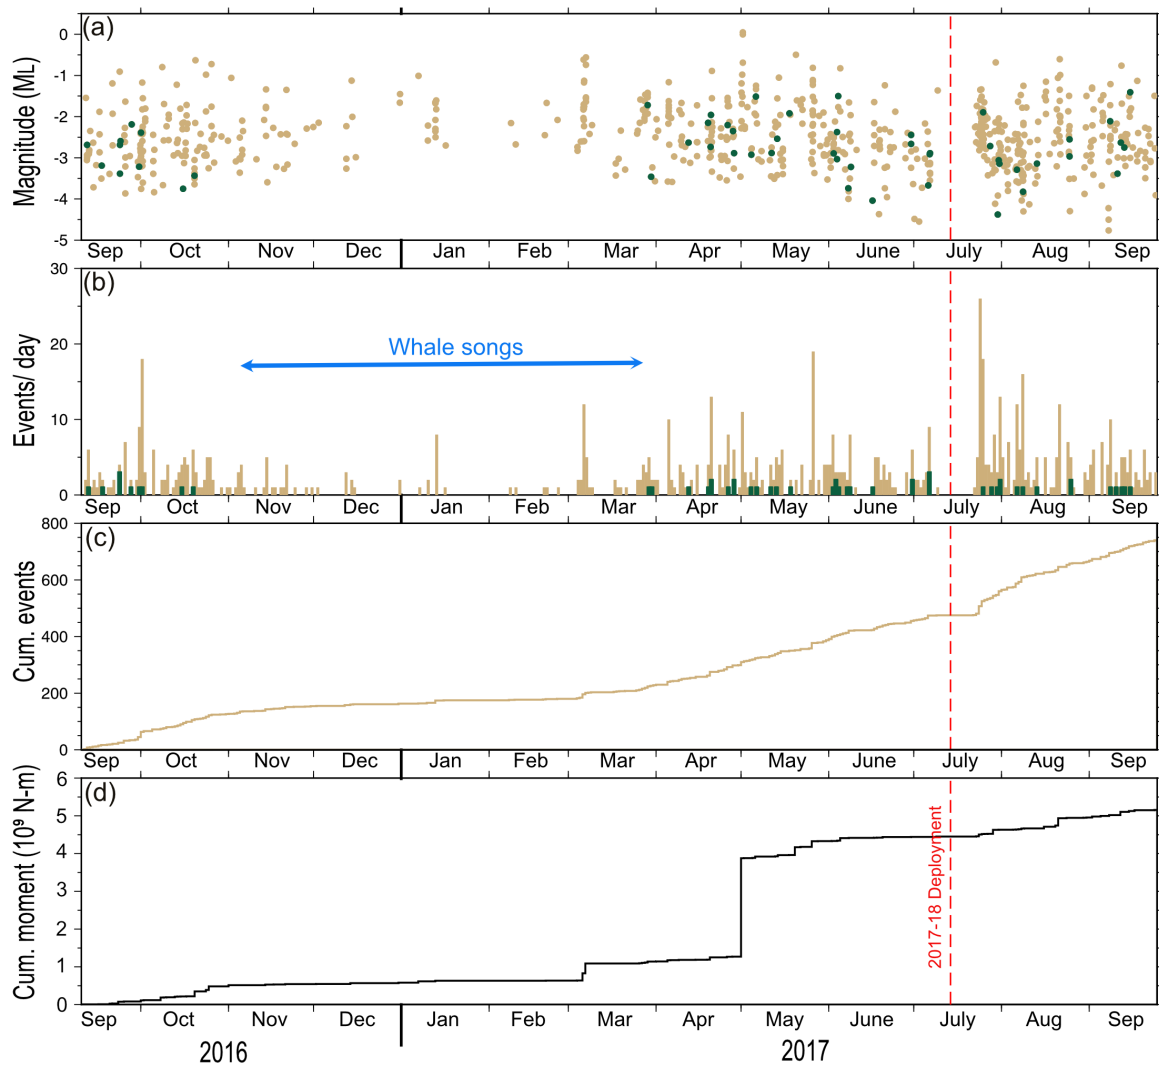 (a)
Magnitude (ML)
0
-1
-2
-3
-4
-5
Sep Oct Nov Dec Jan Feb Mar Apr May June July Aug Sep
(b)
Events/ day
30
20
10
0
Whale songs
Sep Oct Nov Dec Jan Feb Mar Apr May June July Aug Sep
(c)
Cum. events
800
600
400
200
0
Sep Oct Nov Dec Jan Feb Mar Apr May June July Aug Sep
(d)
Cum. moment (10⁹ N-m)
6
5
4
3
2
1
0
2017-18 Deployment
Sep Oct Nov Dec Jan Feb Mar Apr May June July Aug Sep
2016 2017